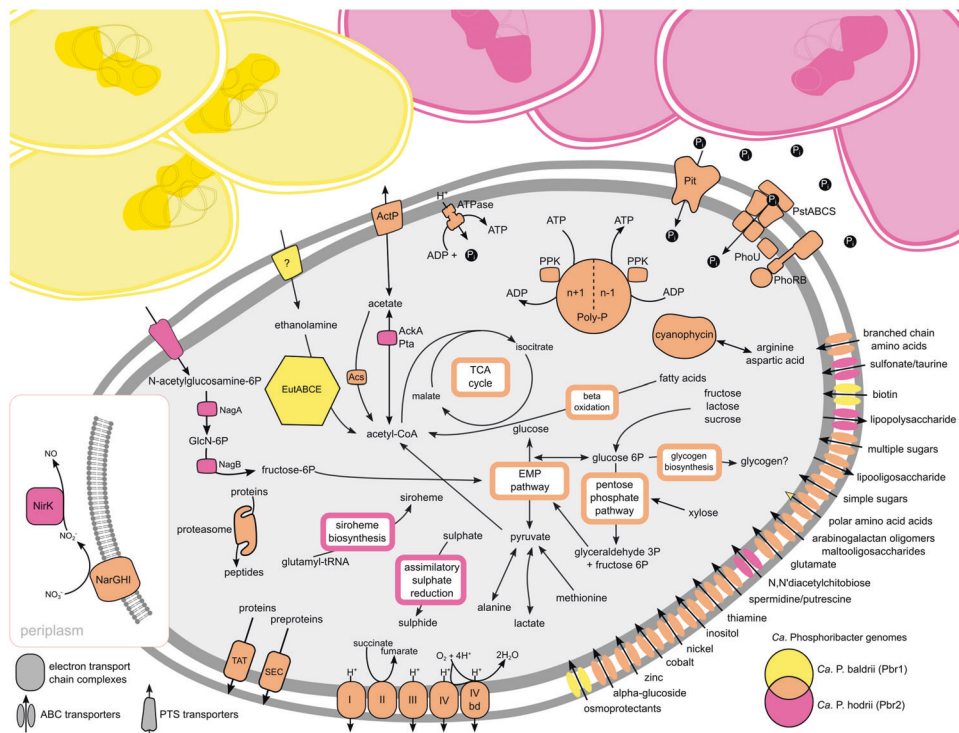 Pi
Pi
Pi
Pi
Pit
Pi
PstABCS
Pi
Pi
Pi
PhoU
PhoRB
ActP
H+
ATPase
ATP
ADP +
Pi
?
ATP
ATP
PPK
PPK
n+1
n-1
ADP
ADP
Poly-P
acetate
ethanolamine
AckA
Pta
EutABCE
Acs
isocitrate
TCA
cycle
malate
acetyl-CoA
cyanophycin
arginine
aspartic acid
fatty acids
beta
oxidation
fructose
lactose
sucrose
glucose
glucose 6P
glycogen
biosynthesis
glycogen?
EMP
pathway
pentose
phosphate
pathway
xylose
pyruvate
glyceraldehyde 3P
+ fructose 6P
methionine
alanine
lactate
N-acetylglucosamine-6P
NagA
GlcN-6P
NagB
fructose-6P
proteins
proteasome
peptides
siroheme
siroheme
biosynthesis
glutamyl-tRNA
sulphate
assimilatory
sulphate
reduction
sulphide
NO
NirK
NO2-
NarGHI
NO3-
periplasm
proteins
preproteins
TAT
SEC
succinate
fumarate
O2 + 4H+
2H2O
H+
H+
H+
H+
I
II
III
IV
IV
bd
branched chain
amino acids
sulfonate/taurine
biotin
lipopolysaccharide
multiple sugars
lipooligosaccharide
simple sugars
polar amino acid acids
arabinogalactan oligomers
maltooligosaccharides
glutamate
N,N'diacetylchitobiose
spermidine/putrescine
thiamine
inositol
nickel
cobalt
zinc
alpha-glucoside
osmoprotectants
electron transport
chain complexes
ABC transporters
PTS transporters
Ca. Phosphoribacter genomes
Ca. P. baldrii (Pbr1)
Ca. P. hodrii (Pbr2)